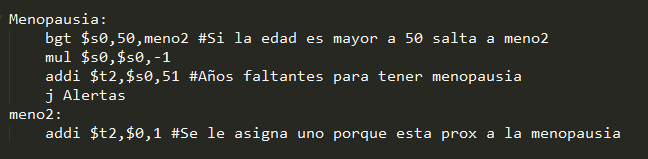 Menopausia:
    bgt $s0,50,meno2 #Si la edad es mayor a 50 salta a meno2
    mul $s0,$s0,-1
    addi $t2,$s0,51 #Años faltantes para tener menopausia
    j Alertas
meno2:
    addi $t2,$0,1 #Se le asigna uno porque esta prox a la menopausia